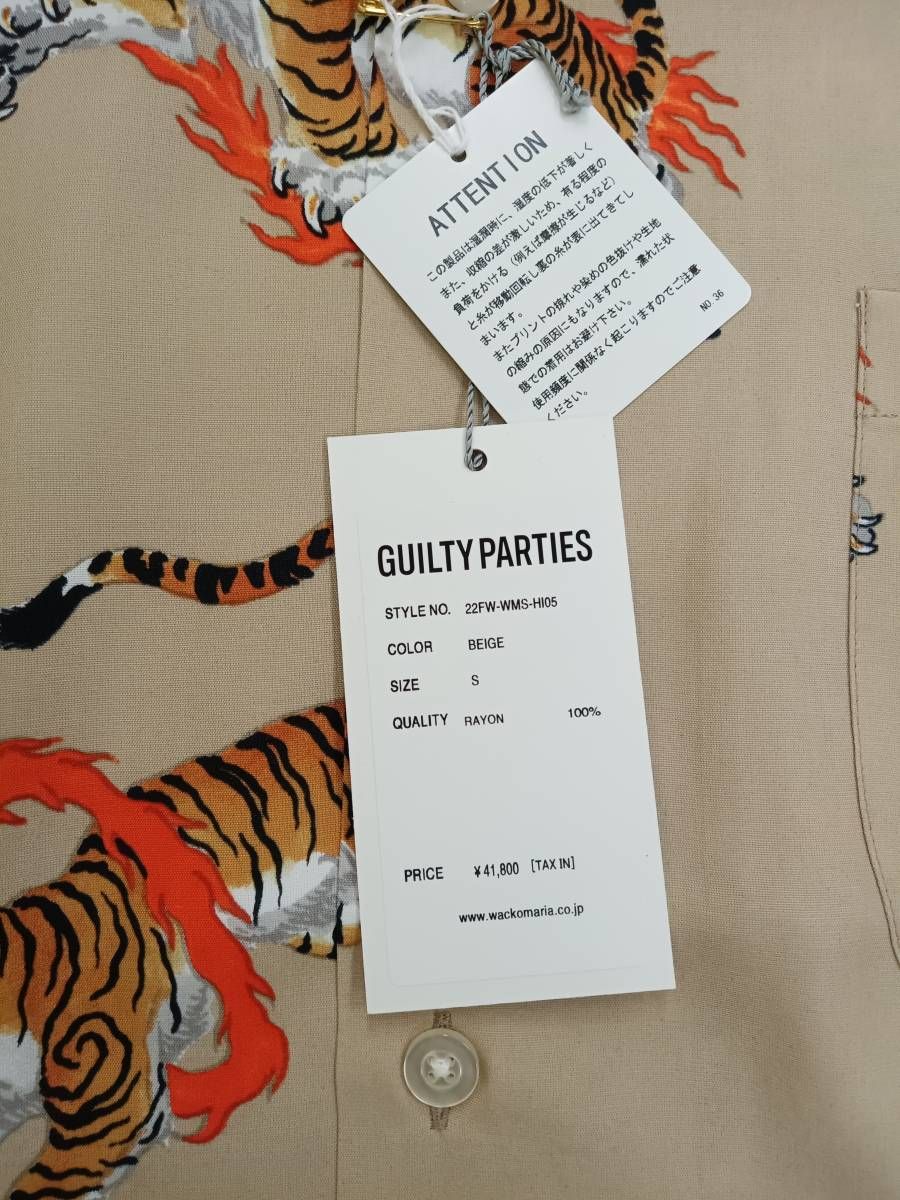 ATTENTION
この製品は湿潤時に、湿度の低下が著しく
また、収縮の差が激しいため、有る程度の
負荷をかける（例えば摩擦が生じるなど）
と糸が移動回転し裏の糸が表に出てきてし
まいます。
またプリントの掠れや染めの色抜けや生地
の縮みの原因にもなりますので、濡れた状
態での着用はお避け下さい。
使用頻度に関係なく起こりますのでご注意
ください。
NO.36
GUILTY PARTIES
STYLE NO. 22FW-WMS-HI05
COLOR BEIGE
SIZE S
QUALITY RAYON 100%
PRICE ¥41,800 [TAX IN]
www.wackomaria.co.jp